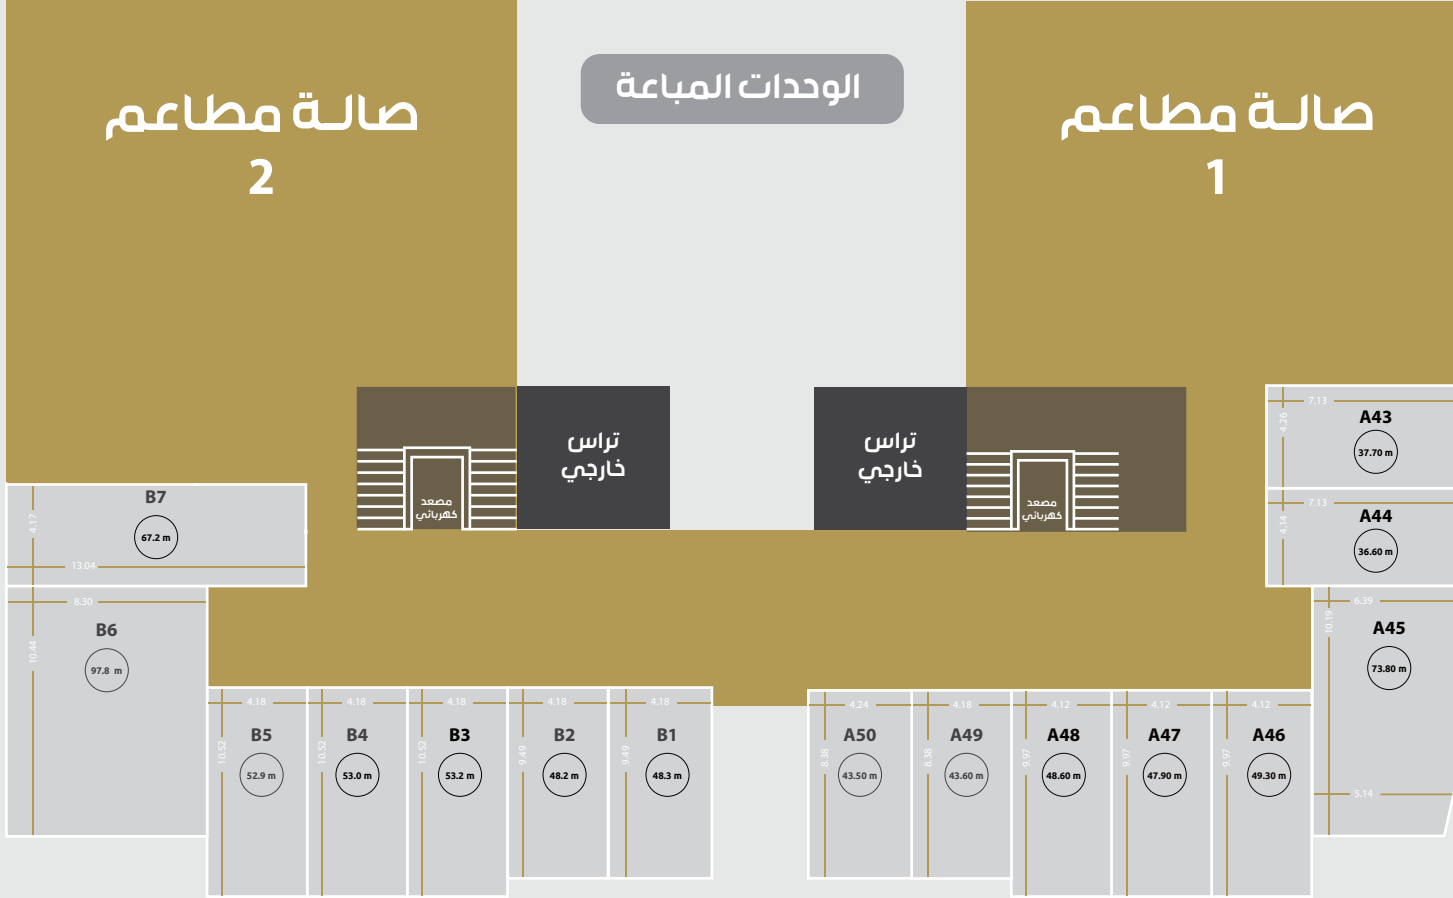 الوحدات المباعة
صالة مطاعم
1
صالة مطاعم
2
تراس
خارجي
تراس
خارجي
مصعد
كهربائي
مصعد
كهربائي
7.13
4.26
A43
37.70 m
7.13
4.14
A44
36.60 m
6.39
10.19
A45
73.80 m
5.14
B7
4.17
67.2 m
13.04
8.30
10.44
B6
97.8 m
4.18
10.52
B5
52.9 m
4.18
10.52
B4
53.0 m
4.18
10.52
B3
53.2 m
4.18
9.49
B2
48.2 m
4.18
9.49
B1
48.3 m
4.24
8.38
A50
43.50 m
4.18
8.38
A49
43.60 m
4.12
9.97
A48
48.60 m
4.12
9.97
A47
47.90 m
4.12
9.97
A46
49.30 m